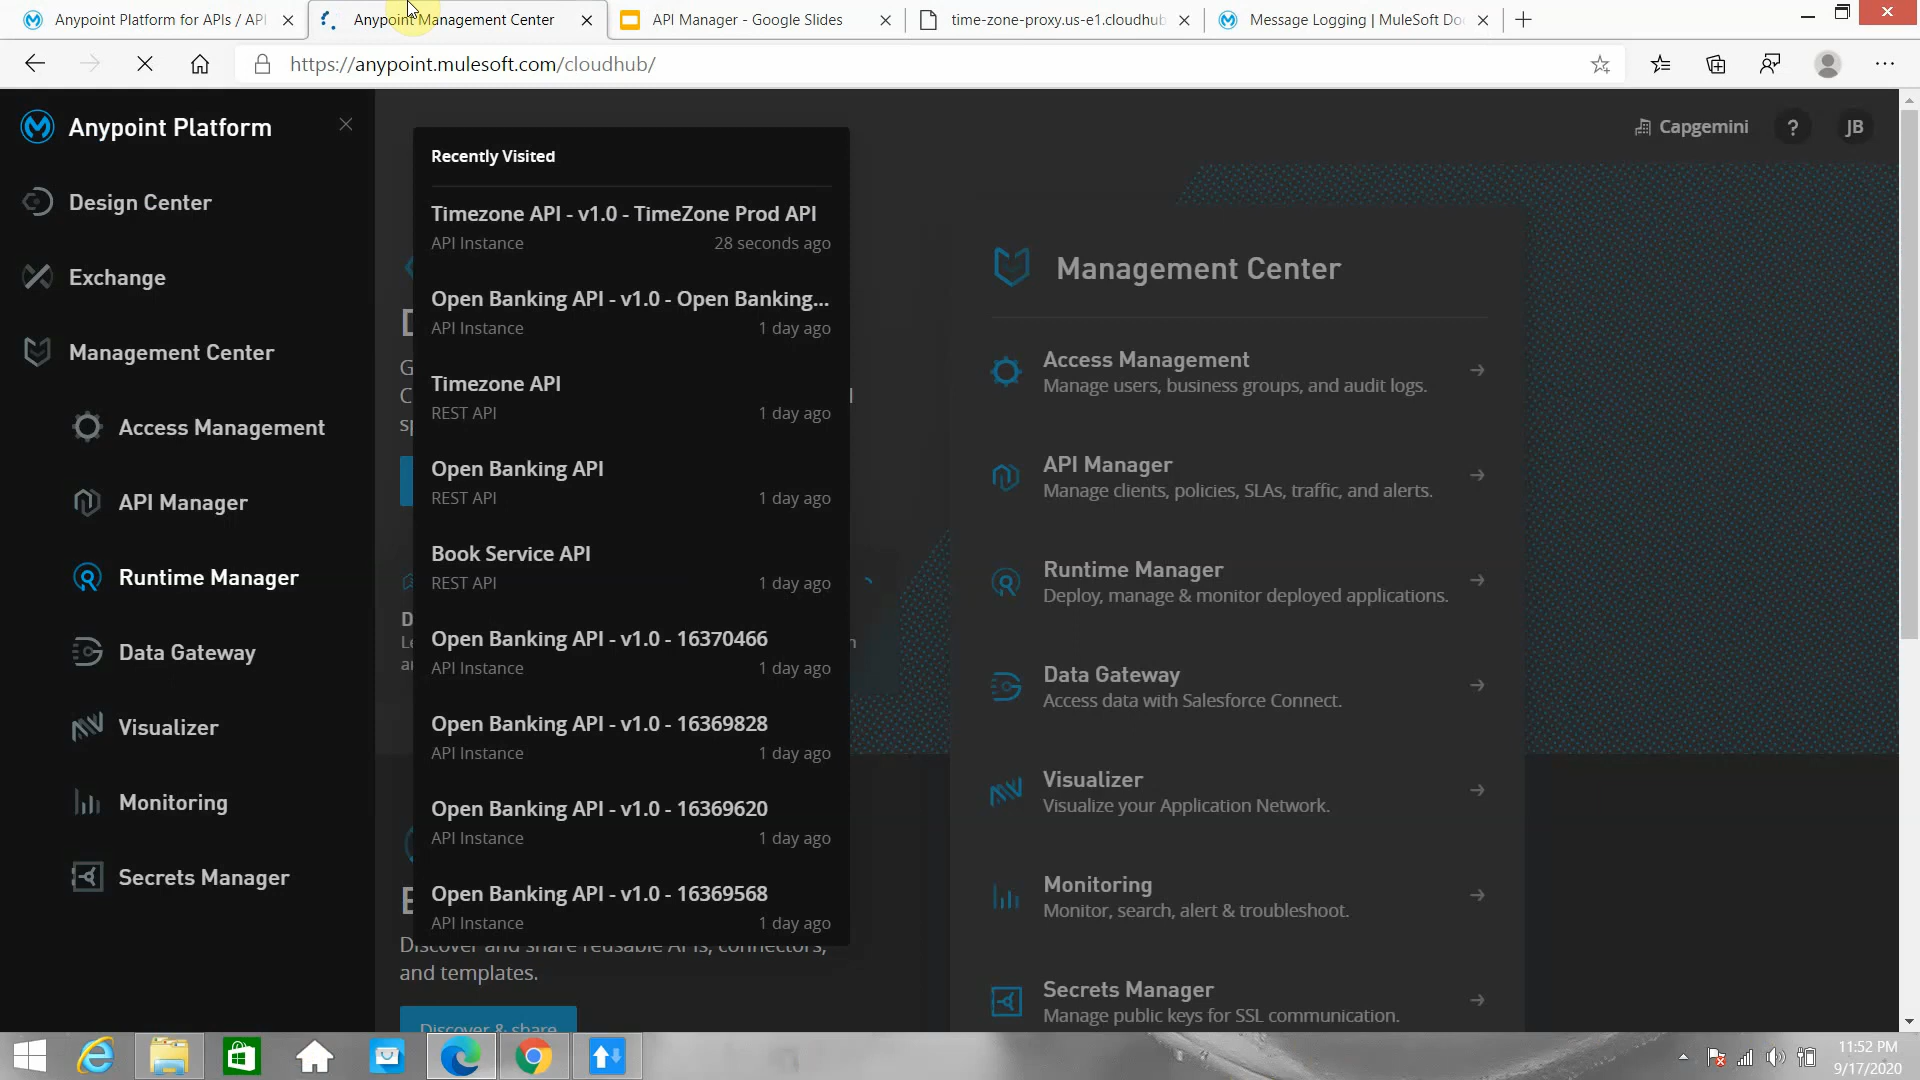 Anypoint Platform for APIs / API
Anypoint Management Center
API Manager - Google Slides
time-zone-proxy.us-e1.cloudhub
Message Logging | MuleSoft Do
https://anypoint.mulesoft.com/cloudhub/
Anypoint Platform
Design Center
Exchange
Management Center
Access Management
API Manager
Runtime Manager
Data Gateway
Visualizer
Monitoring
Secrets Manager
Recently Visited
Timezone API - v1.0 - TimeZone Prod API
API Instance 28 seconds ago
Open Banking API - v1.0 - Open Banking...
API Instance 1 day ago
Timezone API
REST API 1 day ago
Open Banking API
REST API 1 day ago
Book Service API
REST API 1 day ago
Open Banking API - v1.0 - 16370466
API Instance 1 day ago
Open Banking API - v1.0 - 16369828
API Instance 1 day ago
Open Banking API - v1.0 - 16369620
API Instance 1 day ago
Open Banking API - v1.0 - 16369568
API Instance 1 day ago
Discover and share reusable APIs, connectors,
and templates.
Discover & share
Capgemini ? JB
Management Center
Access Management
Manage users, business groups, and audit logs.
API Manager
Manage clients, policies, SLAs, traffic, and alerts.
Runtime Manager
Deploy, manage & monitor deployed applications.
Data Gateway
Access data with Salesforce Connect.
Visualizer
Visualize your Application Network.
Monitoring
Monitor, search, alert & troubleshoot.
Secrets Manager
Manage public keys for SSL communication.
11:52 PM
9/17/2020